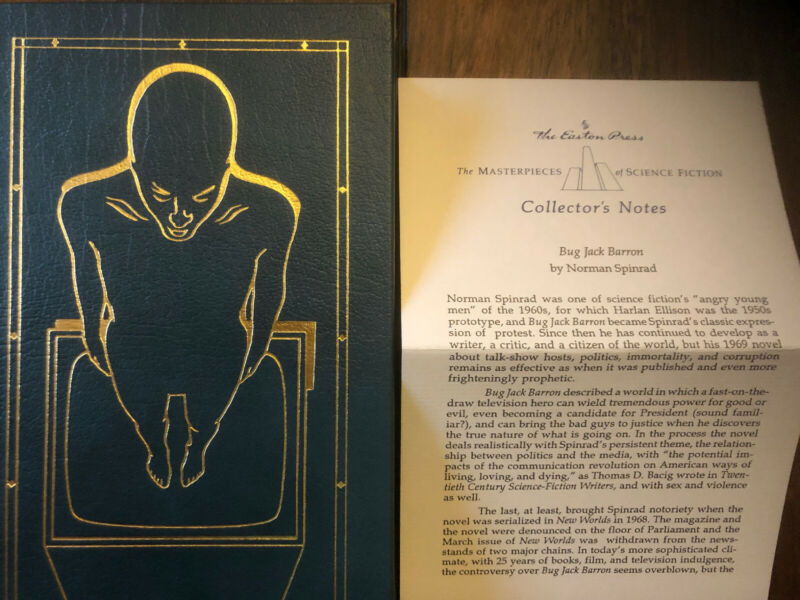 The Easton Press
The MASTERPIECES of SCIENCE FICTION
Collector's Notes
Bug Jack Barron
by Norman Spinrad
Norman Spinrad was one of science fiction's "angry young
men" of the 1960s, for which Harlan Ellison was the 1950s
prototype, and Bug Jack Barron became Spinrad's classic expres-
sion of protest. Since then he has continued to develop as a
writer, a critic, and a citizen of the world, but his 1969 novel
about talk-show hosts, politics, immortality, and corruption
remains as effective as when it was published and even more
frighteningly prophetic.
Bug Jack Barron described a world in which a fast-on-the-
draw television hero can wield tremendous power for good or
evil, even becoming a candidate for President (sound famil-
iar?), and can bring the bad guys to justice when he discovers
the true nature of what is going on. In the process the novel
deals realistically with Spinrad's persistent theme, the relation-
ship between politics and the media, with "the potential im-
pacts of the communication revolution on American ways of
living, loving, and dying," as Thomas D. Bacig wrote in Twen-
tieth Century Science-Fiction Writers, and with sex and violence
as well.
The last, at least, brought Spinrad notoriety when the
novel was serialized in New Worlds in 1968. The magazine and
the novel were denounced on the floor of Parliament and the
March issue of New Worlds was withdrawn from the news-
stands of two major chains. In today's more sophisticated cli-
mate, with 25 years of books, film, and television indulgence,
the controversy over Bug Jack Barron seems overblown, but the